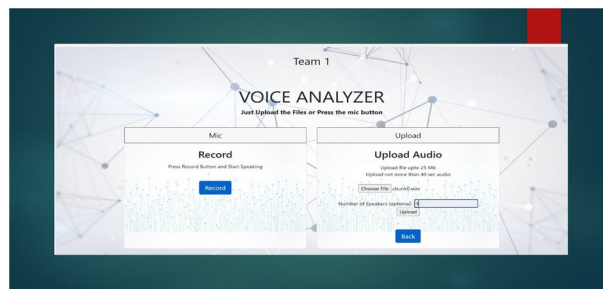 Team 1
VOICE ANALYZER
Just Upload the Files or Press the mic button
Mic
Record
Press Record Button and Start Speaking
Record
Upload
Upload Audio
Upload file upto 25 Mb
Upload not more than 40 sec audio
Choose File chunk0.wav
Number of Speakers (optional)
Upload
Back